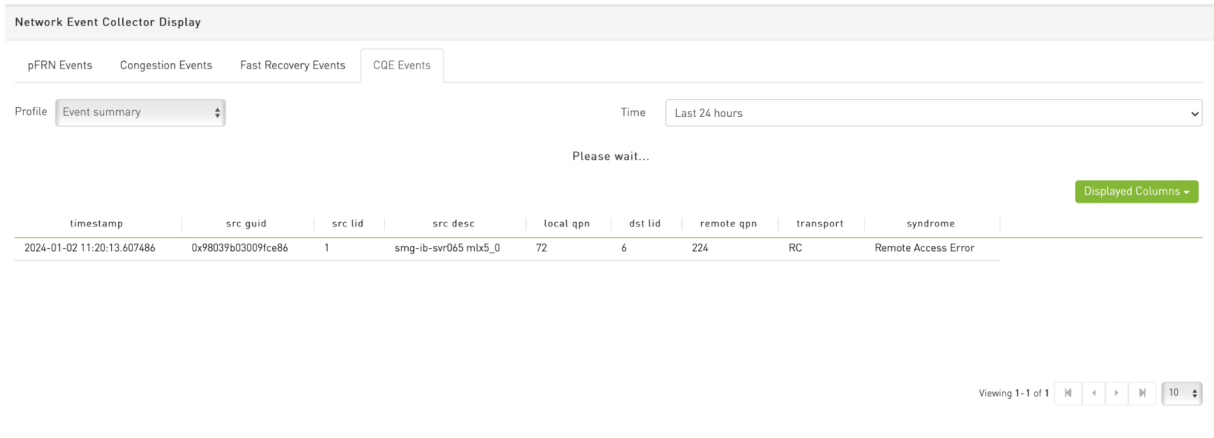 Network Event Collector Display
pFRN Events Congestion Events Fast Recovery Events CQE Events
Profile Event summary Time Last 24 hours
Please wait...
Displayed Columns
timestamp src guid src lid src desc local qpn dst lid remote qpn transport syndrome
2024-01-02 11:20:13.607486 0x98039b03009fce86 1 smg-ib-svr065 mlx5_0 72 6 224 RC Remote Access Error
Viewing 1-1 of 1 10